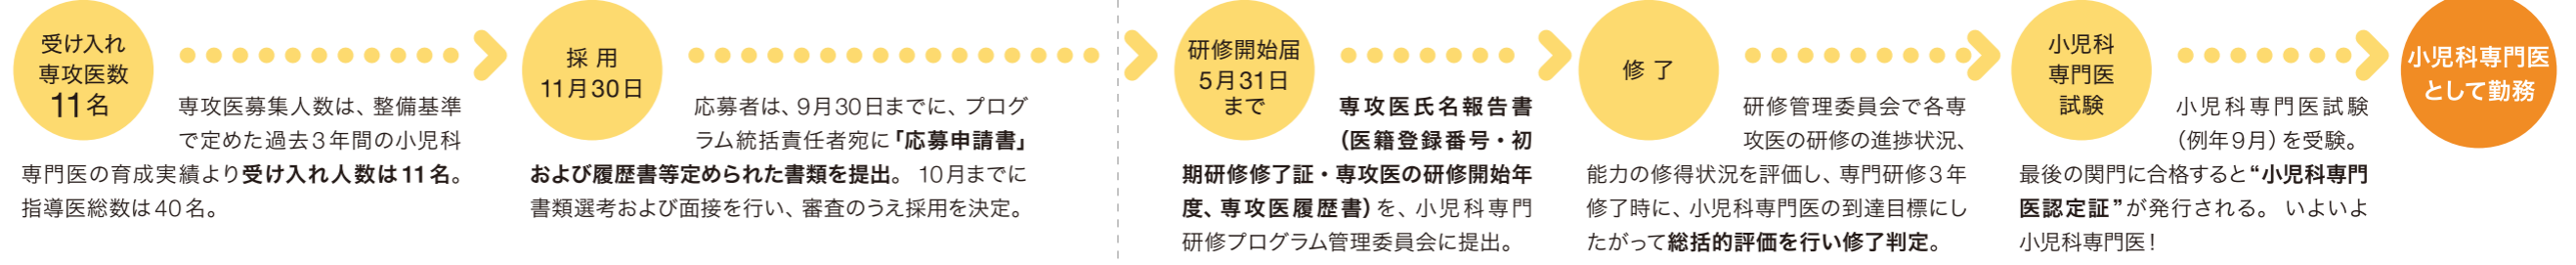 受け入れ
専攻医数
11名
専攻医募集人数は、整備基準
で定めた過去3年間の小児科
専門医の育成実績より受け入れ人数は11名。
指導医総数は40名。
採用
11月30日
応募者は、9月30日までに、プログ
ラム統括責任者宛に「応募申請書」
および履歴書等定められた書類を提出。10月までに
書類選考および面接を行い、審査のうえ採用を決定。
研修開始届
5月31日
まで
専攻医氏名報告書
（医籍登録番号・初
期研修修了証・専攻医の研修開始年
度、専攻医履歴書）を、小児科専門
研修プログラム管理委員会に提出。
修了
研修管理委員会で各専
攻医の研修の進捗状況、
能力の修得状況を評価し、専門研修3年
修了時に、小児科専門医の到達目標にし
たがって総括的評価を行い修了判定。
小児科
専門医
試験
小児科専門医試験
（例年9月）を受験。
最後の関門に合格すると“小児科専門
医認定証”が発行される。いよいよ
小児科専門医！
小児科専門医
として勤務